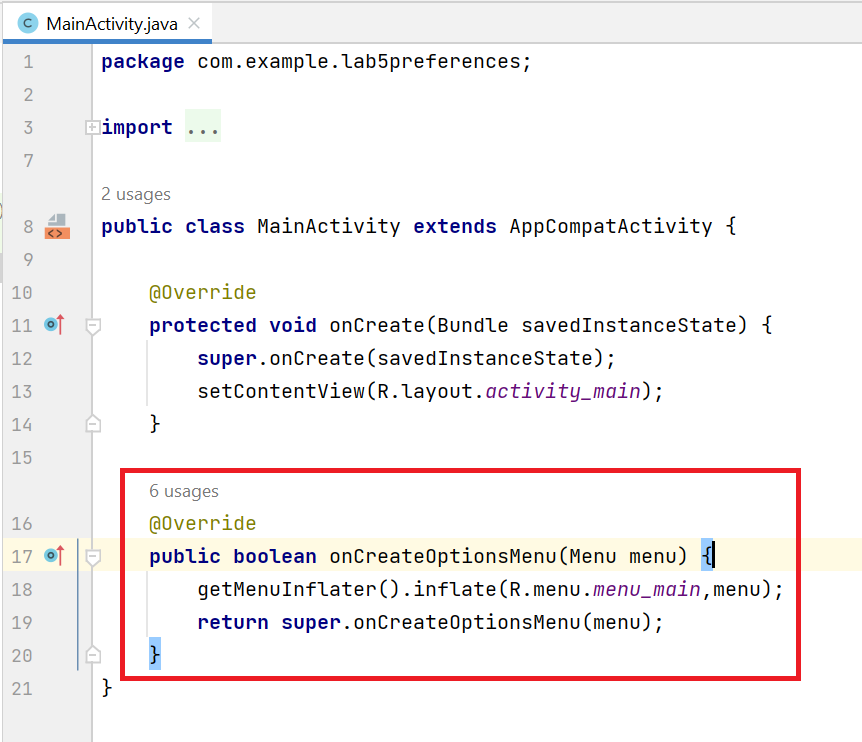 MainActivity.java
1 package com.example.lab5preferences;
2
3 import ...
7
2 usages
8 public class MainActivity extends AppCompatActivity {
9
10 @Override
11 protected void onCreate(Bundle savedInstanceState) {
12 super.onCreate(savedInstanceState);
13 setContentView(R.layout.activity_main);
14 }
15
6 usages
16 @Override
17 public boolean onCreateOptionsMenu(Menu menu) {
18 getMenuInflater().inflate(R.menu.menu_main,menu);
19 return super.onCreateOptionsMenu(menu);
20 }
21 }